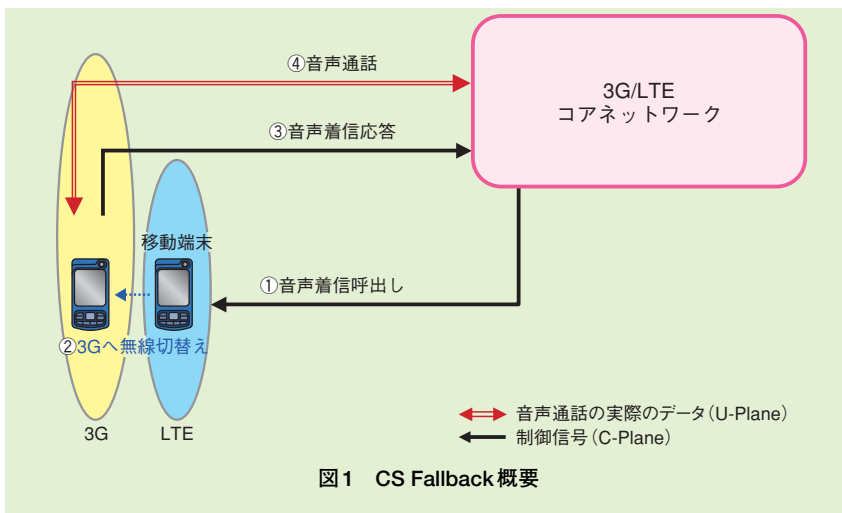 ④音声通話
3G/LTE
コアネットワーク
③音声着信応答
移動端末
①音声着信呼出し
②3Gへ無線切替え
3G
LTE
音声通話の実際のデータ(U-Plane)
制御信号(C-Plane)
図1 CS Fallback概要